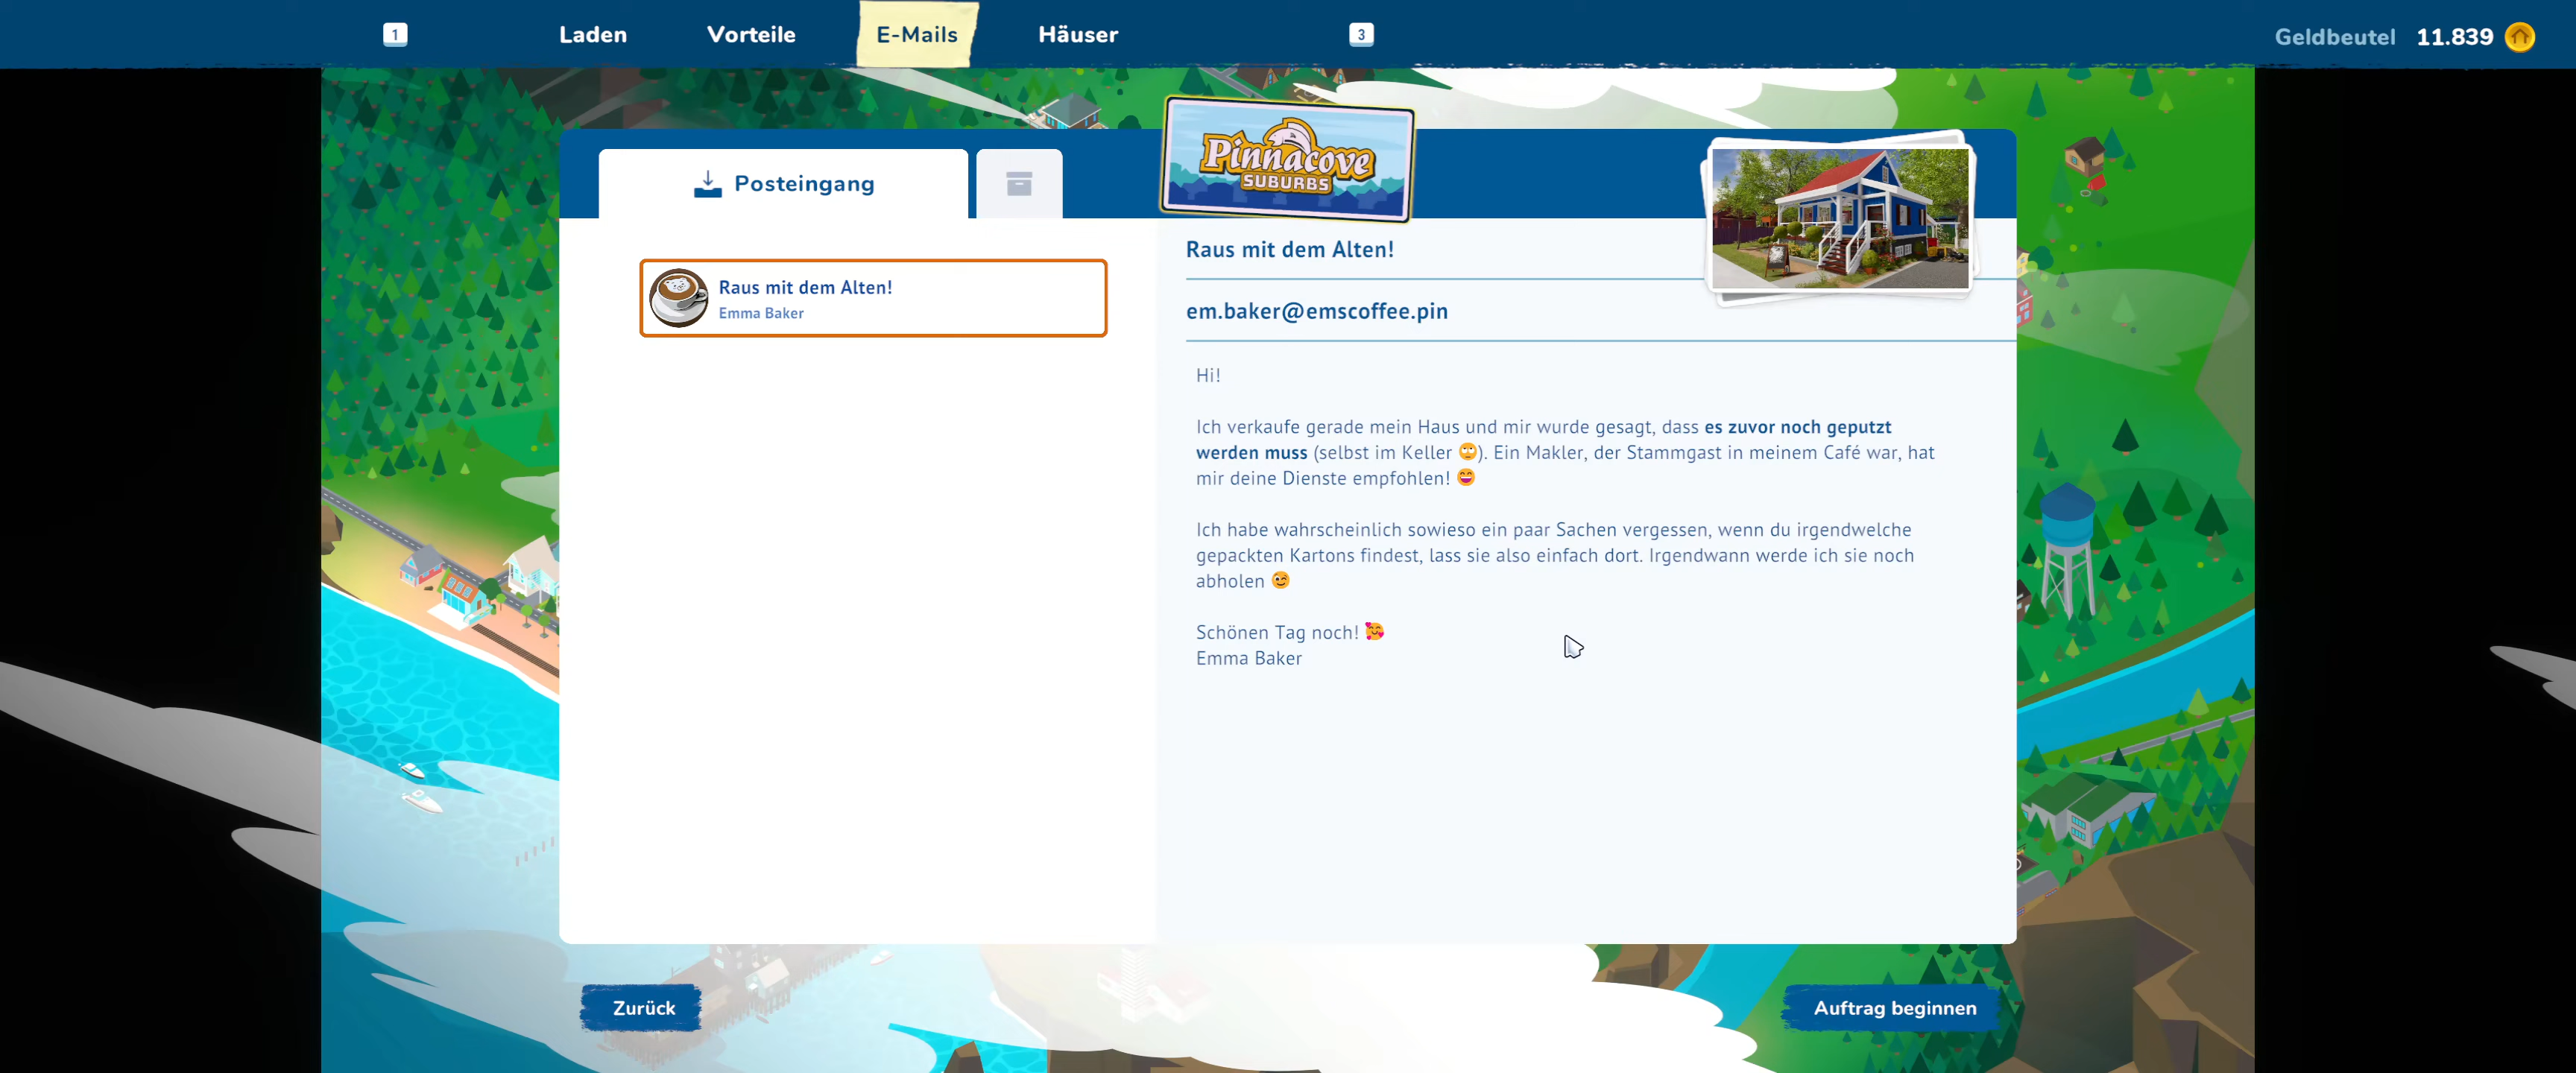 1
Laden
Vorteile
E-Mails
Häuser
3
Geldbeutel 11.839
Posteingang
Pinnacove
SUBURBS
Raus mit dem Alten!
Emma Baker
Raus mit dem Alten!
em.baker@emscoffee.pin
Hi!
Ich verkaufe gerade mein Haus und mir wurde gesagt, dass es zuvor noch geputzt
werden muss (selbst im Keller 🙄). Ein Makler, der Stammgast in meinem Café war, hat
mir deine Dienste empfohlen! 😄
Ich habe wahrscheinlich sowieso ein paar Sachen vergessen, wenn du irgendwelche
gepackten Kartons findest, lass sie also einfach dort. Irgendwann werde ich sie noch
abholen 😉
Schönen Tag noch! 🥰
Emma Baker
Zurück
Auftrag beginnen